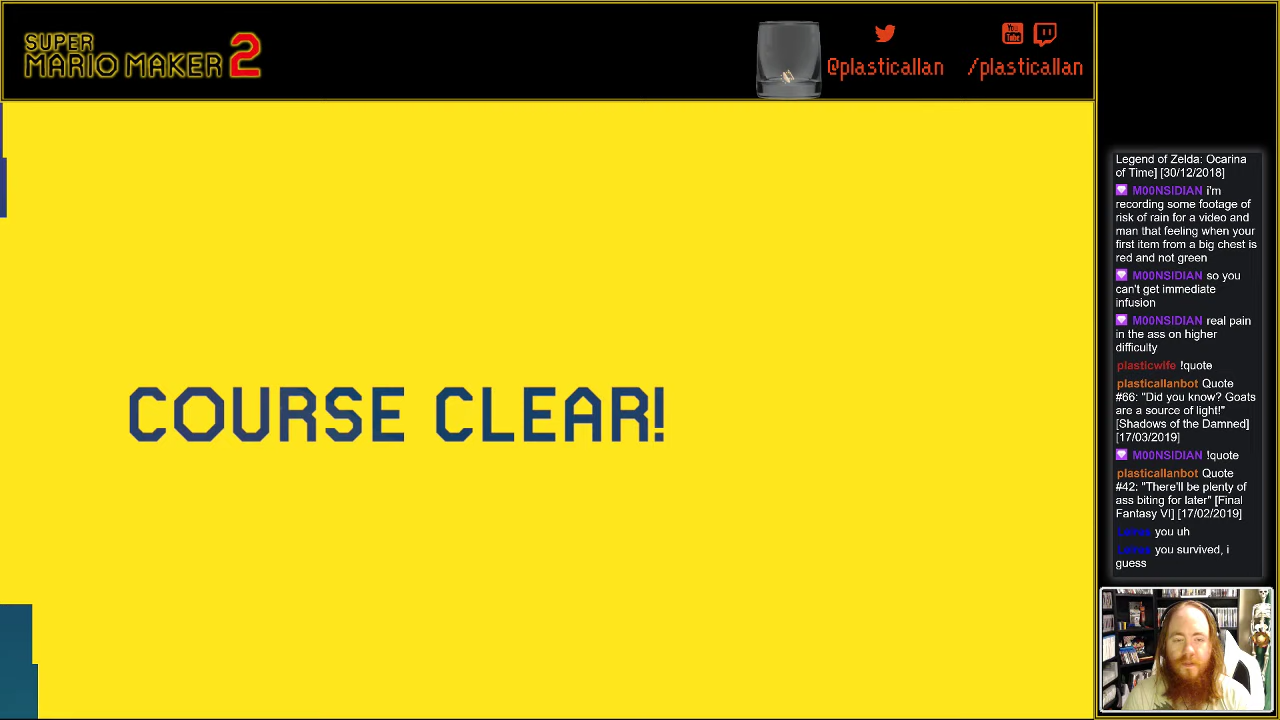 SUPER
MARIO MAKER 2
@plasticallan
You Tube
/plasticallan
COURSE CLEAR!
Legend of Zelda: Ocarina
of Time] [30/12/2018]
M00NSIDIAN i'm
recording some footage of
risk of rain for a video and
man that feeling when your
first item from a big chest is
red and not green
M00NSIDIAN so you
can't get immediate
infusion
M00NSIDIAN real pain
in the ass on higher
difficulty
plasticwife !quote
plasticallanbot Quote
#66: "Did you know? Goats
are a source of light!"
[Shadows of the Damned]
[17/03/2019]
M00NSIDIAN !quote
plasticallanbot Quote
#42: "There'll be plenty of
ass biting for later" [Final
Fantasy VI] [17/02/2019]
you uh
you survived, i
guess